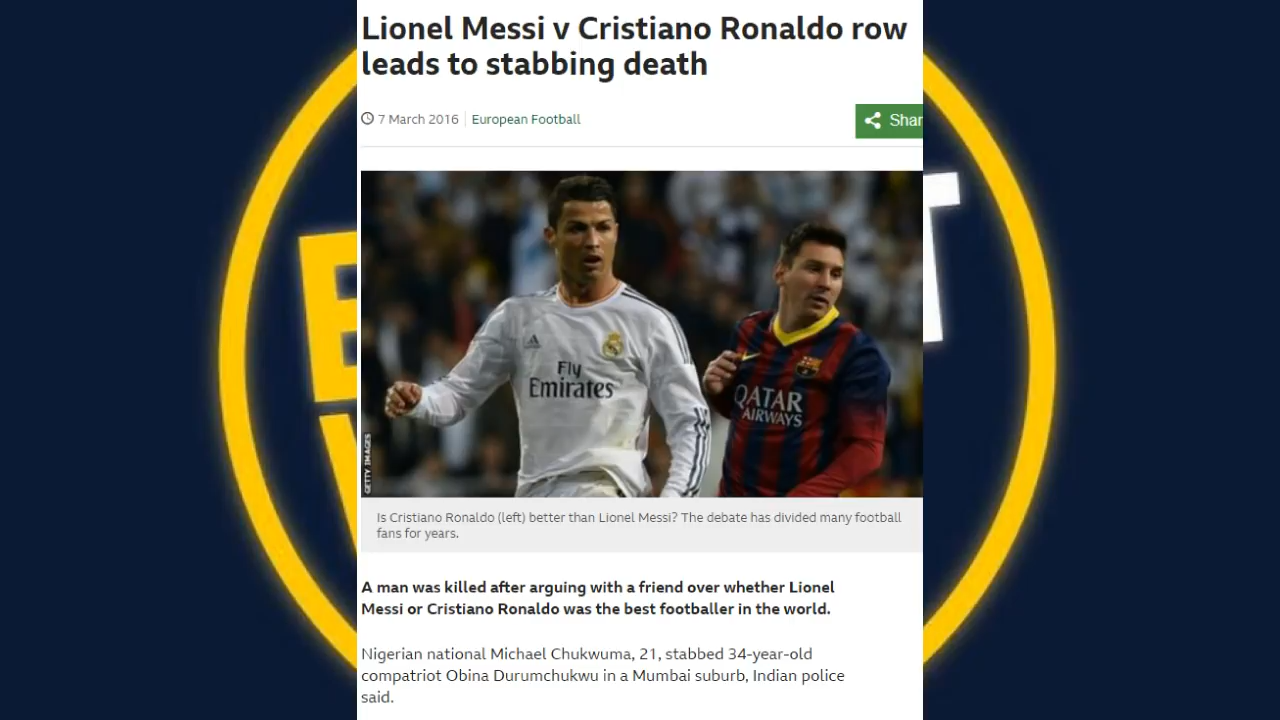 Lionel Messi v Cristiano Ronaldo row
leads to stabbing death
7 March 2016 European Football
Shar
Fly
Emirates
QATAR
AIRWAYS
GETTY IMAGES
Is Cristiano Ronaldo (left) better than Lionel Messi? The debate has divided many football
fans for years.
A man was killed after arguing with a friend over whether Lionel
Messi or Cristiano Ronaldo was the best footballer in the world.
Nigerian national Michael Chukwuma, 21, stabbed 34-year-old
compatriot Obina Durumchukwu in a Mumbai suburb, Indian police
said.